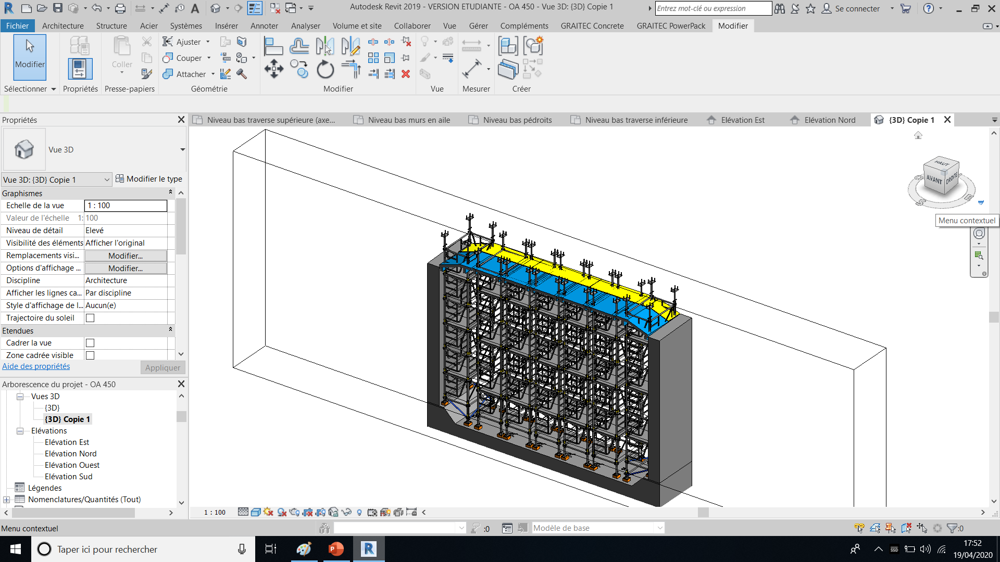 Autodesk Revit 2019 - VERSION ETUDIANTE - OA 450 - Vue 3D: {3D} Copie 1
Entrez mot-clé ou expression
Se connecter
Fichier Architecture Structure Acier Systèmes Insérer Annoter Analyser Volume et site Collaborer Vue Gérer Compléments GRAITEC Concrete GRAITEC PowerPack Modifier
Modifier
Coller
Ajuster
Couper
Attacher
Sélectionner Propriétés Presse-papiers Géométrie Modifier Vue Mesurer Créer
Propriétés
Niveau bas traverse supérieure (axe...
Niveau bas murs en aile
Niveau bas pédroits
Niveau bas traverse inférieure
Elévation Est
Elévation Nord
{3D} Copie 1
Vue 3D
Vue 3D: {3D} Copie 1
Modifier le type
Graphismes
Echelle de la vue 1 : 100
Valeur de l'échelle 1: 100
Niveau de détail Elevé
Visibilité des éléments Afficher l'original
Remplacements visi... Modifier...
Options d'affichage ... Modifier...
Discipline Architecture
Afficher les lignes ca... Par discipline
Style d'affichage de l... Aucun(e)
Trajectoire du soleil
Etendues
Cadrer la vue
Zone cadrée visible
Aide des propriétés
Appliquer
HAUT
AVANT
DROITE
S
E
Menu contextuel
Arborescence du projet - OA 450
Vues 3D
{3D}
{3D} Copie 1
Elévations
Elévation Est
Elévation Nord
Elévation Ouest
Elévation Sud
Légendes
Nomenclatures/Quantités (Tout)
1 : 100
Menu contextuel
:0
Modèle de base
:0
Taper ici pour rechercher
SSD
17:52
19/04/2020